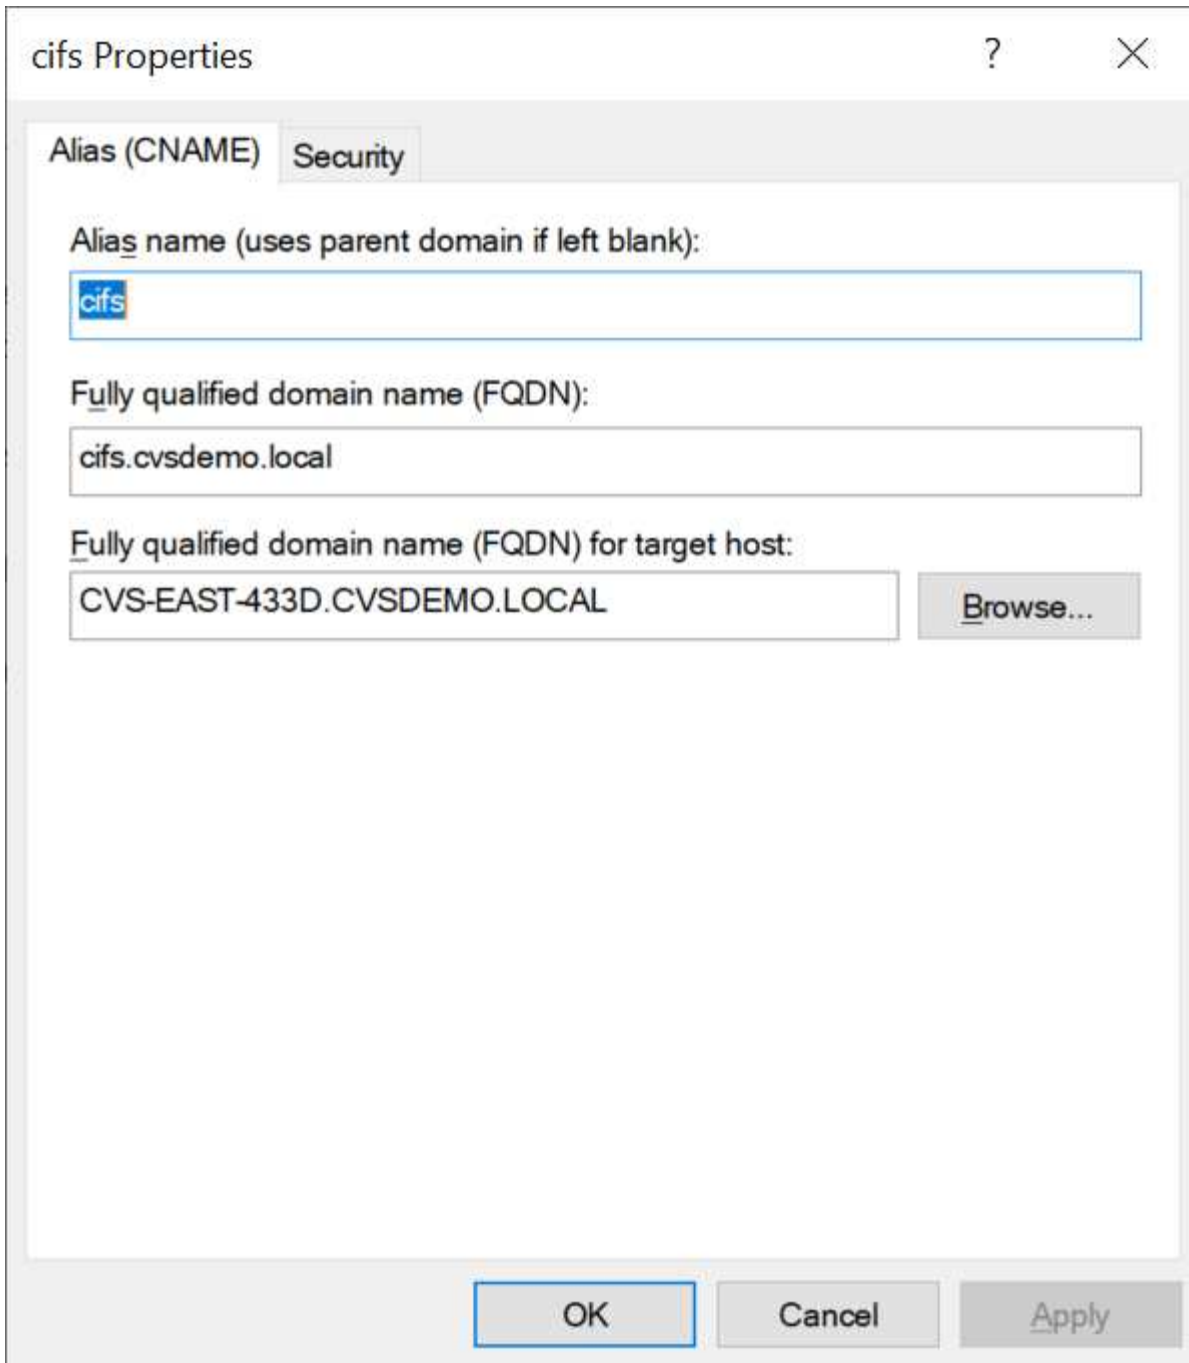 cifs Properties ?
Alias (CNAME) Security
Alias name (uses parent domain if left blank):
cifs
Fully qualified domain name (FQDN):
cifs.cvsdemo.local
Fully qualified domain name (FQDN) for target host:
CVS-EAST-433D.CVSDEMO.LOCAL Browse...
OK Cancel Apply